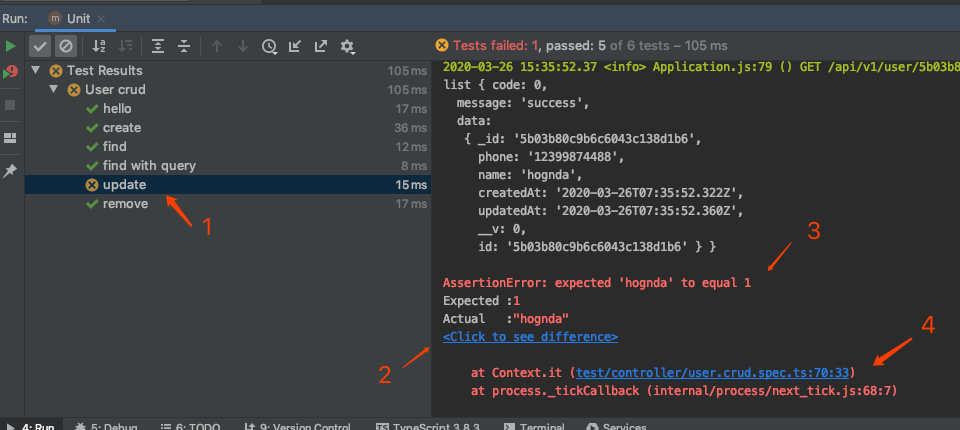 Run: m Unit ×
Tests failed: 1, passed: 5 of 6 tests – 105 ms
Test Results 105 ms
User crud 105 ms
hello 17 ms
create 36 ms
find 12 ms
find with query 8 ms
update 15 ms
remove 17 ms
1
2020-03-26 15:35:52.37 <info> Application.js:79 () GET /api/v1/user/5b03b8
list { code: 0,
message: 'success',
data:
{ _id: '5b03b80c9b6c6043c138d1b6',
phone: '12399874488',
name: 'hognda',
createdAt: '2020-03-26T07:35:52.322Z',
updatedAt: '2020-03-26T07:35:52.360Z',
__v: 0,
id: '5b03b80c9b6c6043c138d1b6' } }
3
AssertionError: expected 'hognda' to equal 1
Expected :1
Actual   :"hognda"
<Click to see difference>
4
2
at Context.it (test/controller/user.crud.spec.ts:70:33)
at process._tickCallback (internal/process/next_tick.js:68:7)
4: Run 5: Debug 6: TODO 9: Version Control TS TypeScript 3.8.3 Terminal Services